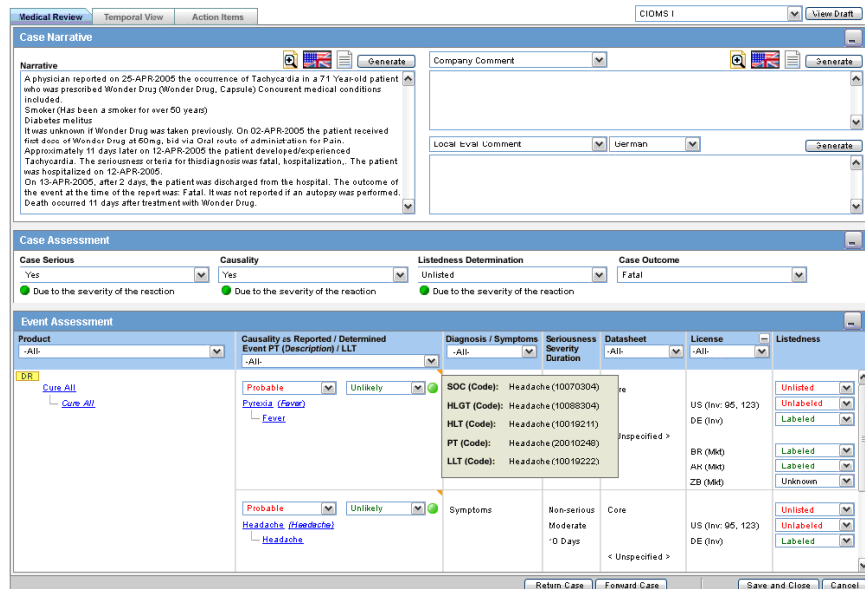 Medical Review
Temporal View
Action Items
CIOMS I
View Draft
Case Narrative
Narrative
Generate
Company Comment
Generate
A physician reported on 25-APR-2005 the occurrence of Tachycardia in a 71 Year-old patient
who was prescribed Wonder Drug (Wonder Drug, Capsule) Concurent medical conditions
included.
Smoker (Has been a smoker for over 50 years)
Diabetes melitus
It was unknown if Wonder Drug was taken previously. On 02-APR-2005 the patient received
first dose of Wonder Drug at 60mg, bid via Oral route of administration for Pain.
Approximately 11 days later on 12-APR-2005 the patient developed/experienced
Tachycardia. The seriousness criteria for thisdiagnosis was fatal, hospitalization,. The patient
was hospitalized on 12-APR-2005.
On 13-APR-2005, after 2 days, the patient was discharged from the hospital. The outcome of
the event at the time of the report was: Fatal. It was not reported if an autopsy was performed.
Death occurred 11 days after treatment with Wonder Drug.
Local Eval Comment
German
Generate
Case Assessment
Case Serious
Causality
Listedness Determination
Case Outcome
Yes
Yes
Unlisted
Fatal
Due to the severity of the reaction
Due to the severity of the reaction
Due to the severity of the reaction
Event Assessment
Product
-All-
Causality as Reported / Determined
Event PT (Description) / LLT
-All-
Diagnosis / Symptoms
-All-
Seriousness
Severity
Duration
Datasheet
-All-
License
-All-
Listedness
DR
Cure All
Cure All
Probable
Unlikely
Pyrexia (Fever)
Fever
SOC (Code): Headache (10070304)
HLGT (Code): Headache (10088304)
HLT (Code): Headache (10019211)
PT (Code): Headache (20010248)
LLT (Code): Headache (10019222)
re
Unspecified >
US (Inv: 95, 123)
DE (Inv)
BR (Mkt)
AR (Mkt)
ZB (Mkt)
Unlisted
Unlabeled
Labeled
Labeled
Labeled
Unknown
Probable
Unlikely
Headache (Headache)
Headache
Symptoms
Non-serious
Moderate
10 Days
Core
< Unspecified >
US (Inv: 95, 123)
DE (Inv)
Unlisted
Unlabeled
Labeled
Return Case
Forward Case
Save and Close
Cancel